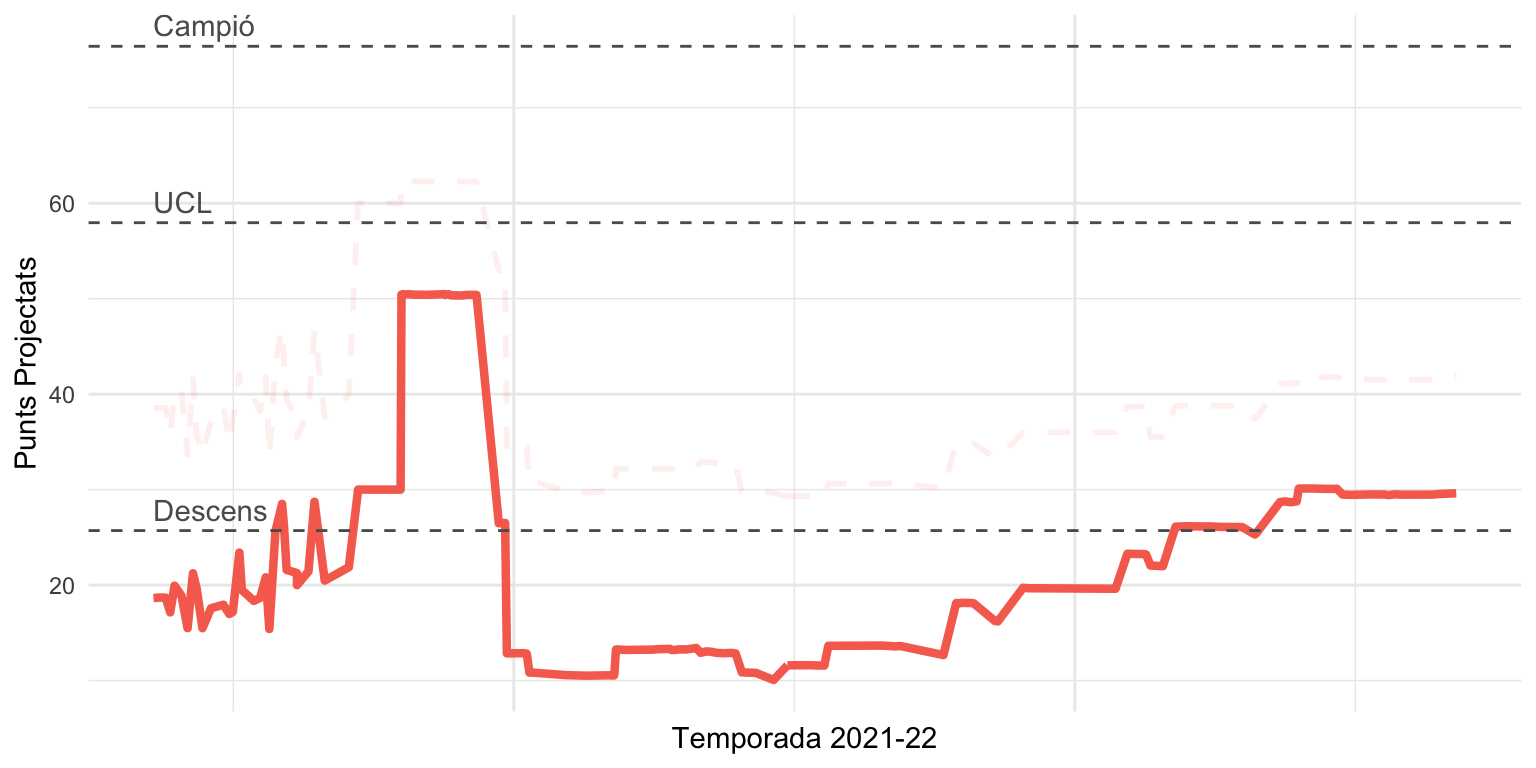 Campió
UCL
60
Punts Projectats
40
Descens
20
Temporada 2021-22